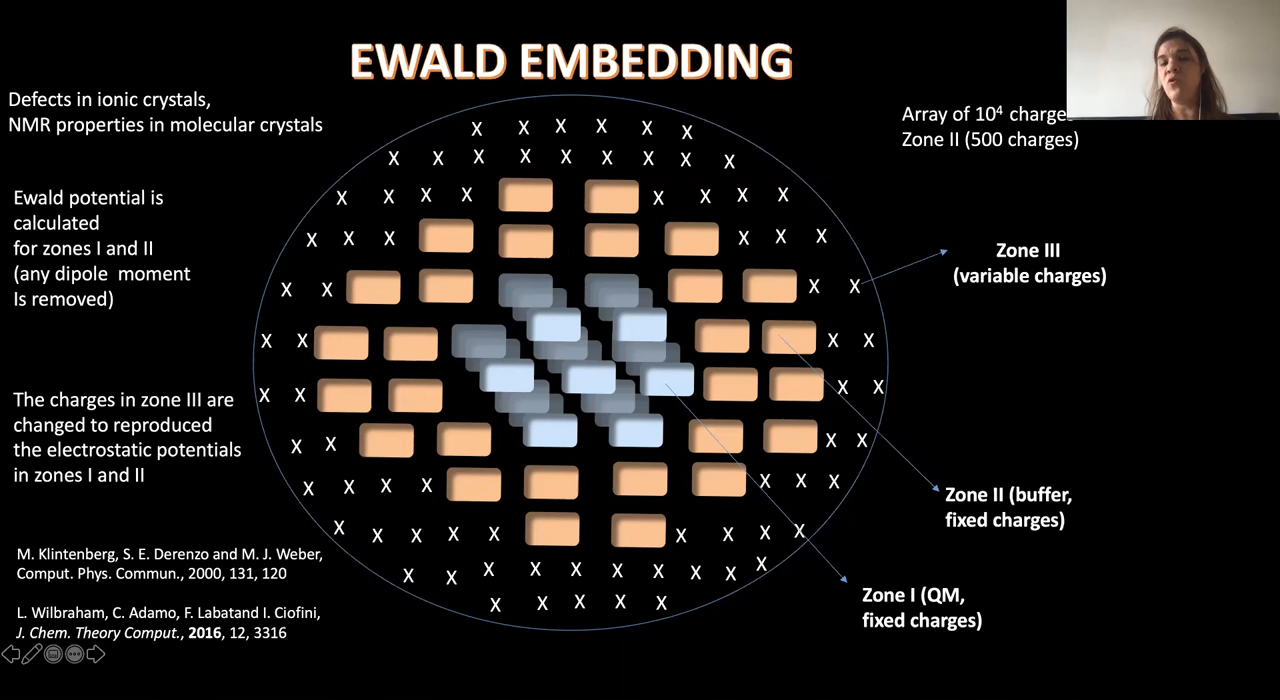 EWALD EMBEDDING
Defects in ionic crystals,
NMR properties in molecular crystals
Array of 10⁴ charges
Zone II (500 charges)
Ewald potential is
calculated
for zones I and II
(any dipole moment
Is removed)
Zone III
(variable charges)
The charges in zone III are
changed to reproduced
the electrostatic potentials
in zones I and II
Zone II (buffer,
fixed charges)
M. Klintenberg, S. E. Derenzo and M. J. Weber,
Comput. Phys. Commun., 2000, 131, 120
Zone I (QM,
fixed charges)
L. Wilbraham, C. Adamo, F. Labatand I. Ciofini,
J. Chem. Theory Comput., 2016, 12, 3316